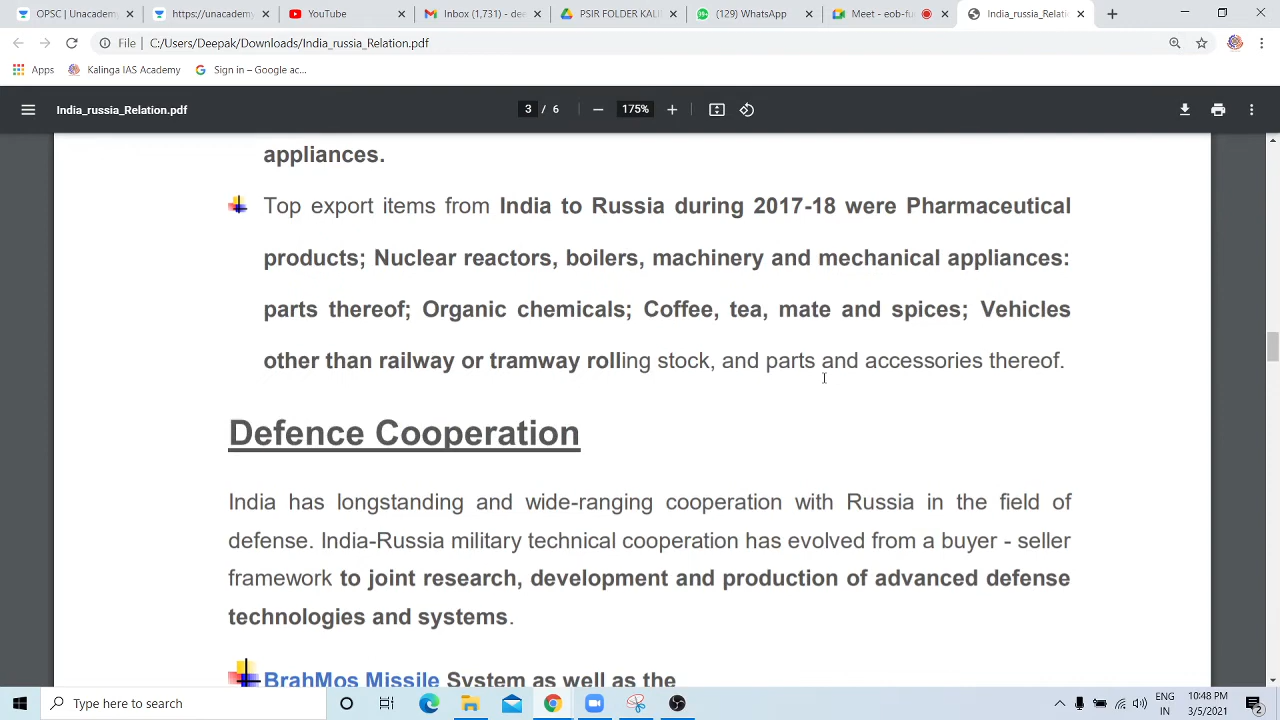 OPSC | Unacademy
https://unacademy
YouTube
Inbox (1,731) - dee
PSIR FOLDER KALI
(129) WhatsApp
Meet - eob-fu
India_russia_Relati
File | C:/Users/Deepak/Downloads/India_russia_Relation.pdf
Apps
Kalinga IAS Academy
Sign in – Google ac...
India_russia_Relation.pdf
3 / 6
175%
appliances.
Top export items from India to Russia during 2017-18 were Pharmaceutical
products; Nuclear reactors, boilers, machinery and mechanical appliances:
parts thereof; Organic chemicals; Coffee, tea, mate and spices; Vehicles
other than railway or tramway rolling stock, and parts and accessories thereof.
Defence Cooperation
India has longstanding and wide-ranging cooperation with Russia in the field of
defense. India-Russia military technical cooperation has evolved from a buyer - seller
framework to joint research, development and production of advanced defense
technologies and systems.
BrahMos Missile System as well as the
Type here to search
ENG
IN
10:48 PM
3/5/2021
2